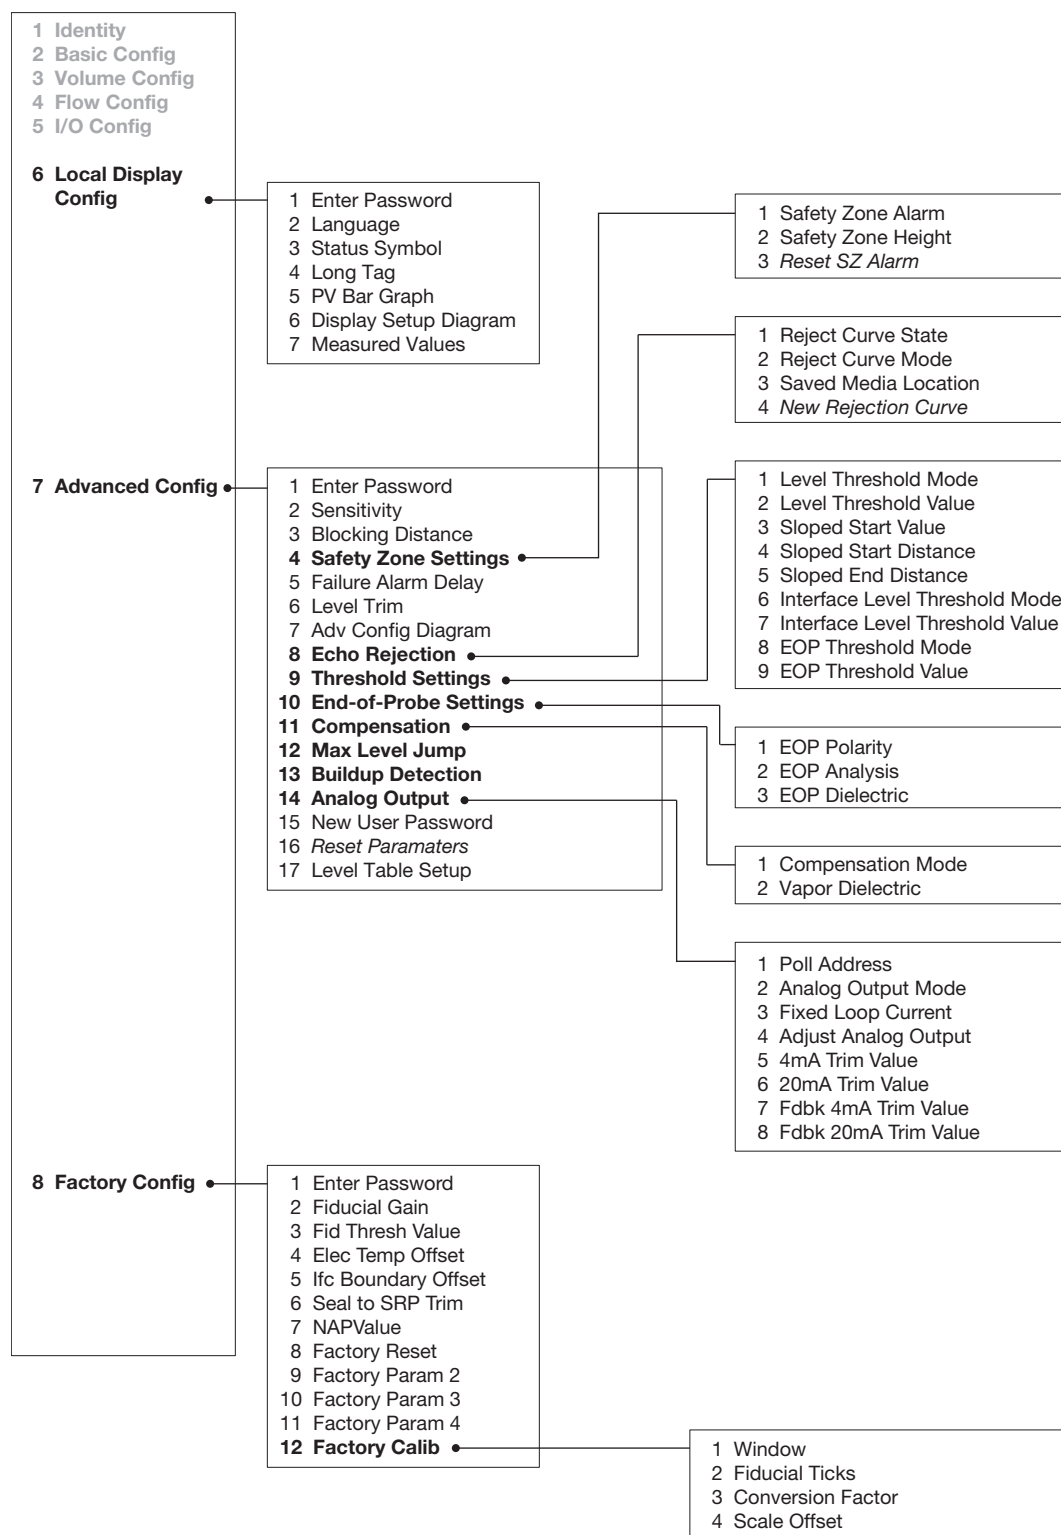 1 Identity
2 Basic Config
3 Volume Config
4 Flow Config
5 I/O Config
6 Local Display
Config
1 Enter Password
2 Language
3 Status Symbol
4 Long Tag
5 PV Bar Graph
6 Display Setup Diagram
7 Measured Values
7 Advanced Config
1 Enter Password
2 Sensitivity
3 Blocking Distance
4 Safety Zone Settings
5 Failure Alarm Delay
6 Level Trim
7 Adv Config Diagram
8 Echo Rejection
9 Threshold Settings
10 End-of-Probe Settings
11 Compensation
12 Max Level Jump
13 Buildup Detection
14 Analog Output
15 New User Password
16 Reset Paramaters
17 Level Table Setup
1 Safety Zone Alarm
2 Safety Zone Height
3 Reset SZ Alarm
1 Reject Curve State
2 Reject Curve Mode
3 Saved Media Location
4 New Rejection Curve
1 Level Threshold Mode
2 Level Threshold Value
3 Sloped Start Value
4 Sloped Start Distance
5 Sloped End Distance
6 Interface Level Threshold Mode
7 Interface Level Threshold Value
8 EOP Threshold Mode
9 EOP Threshold Value
1 EOP Polarity
2 EOP Analysis
3 EOP Dielectric
1 Compensation Mode
2 Vapor Dielectric
1 Poll Address
2 Analog Output Mode
3 Fixed Loop Current
4 Adjust Analog Output
5 4mA Trim Value
6 20mA Trim Value
7 Fdbk 4mA Trim Value
8 Fdbk 20mA Trim Value
8 Factory Config
1 Enter Password
2 Fiducial Gain
3 Fid Thresh Value
4 Elec Temp Offset
5 Ifc Boundary Offset
6 Seal to SRP Trim
7 NAPValue
8 Factory Reset
9 Factory Param 2
10 Factory Param 3
11 Factory Param 4
12 Factory Calib
1 Window
2 Fiducial Ticks
3 Conversion Factor
4 Scale Offset